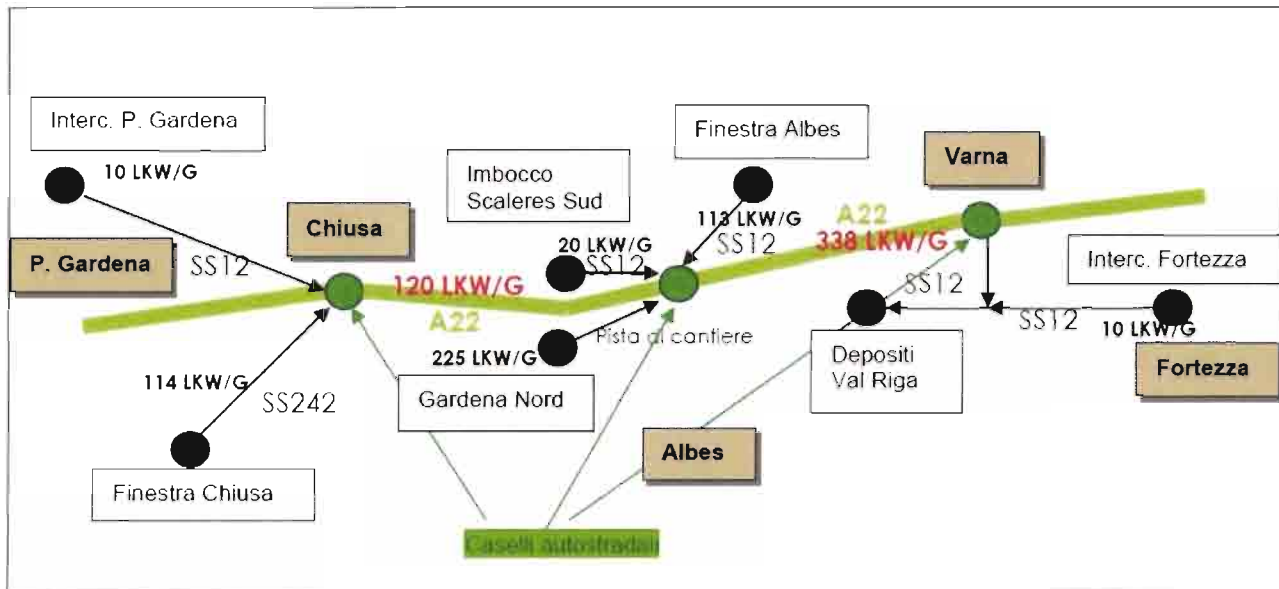 Interc. P. Gardena
10 LKW/G
P. Gardena
SS12
Chiusa
120 LKW/G
A22
114 LKW/G
SS242
Finestra Chiusa
Imbocco
Scaleres Sud
20 LKW/G
SS12
Finestra Albes
113 LKW/G
SS12
Pista al cantiere
225 LKW/G
Gardena Nord
A22
338 LKW/G
Varna
SS12
Interc. Fortezza
SS12
10 LKW/G
Fortezza
Depositi
Val Riga
Albes
Caselli autostradali